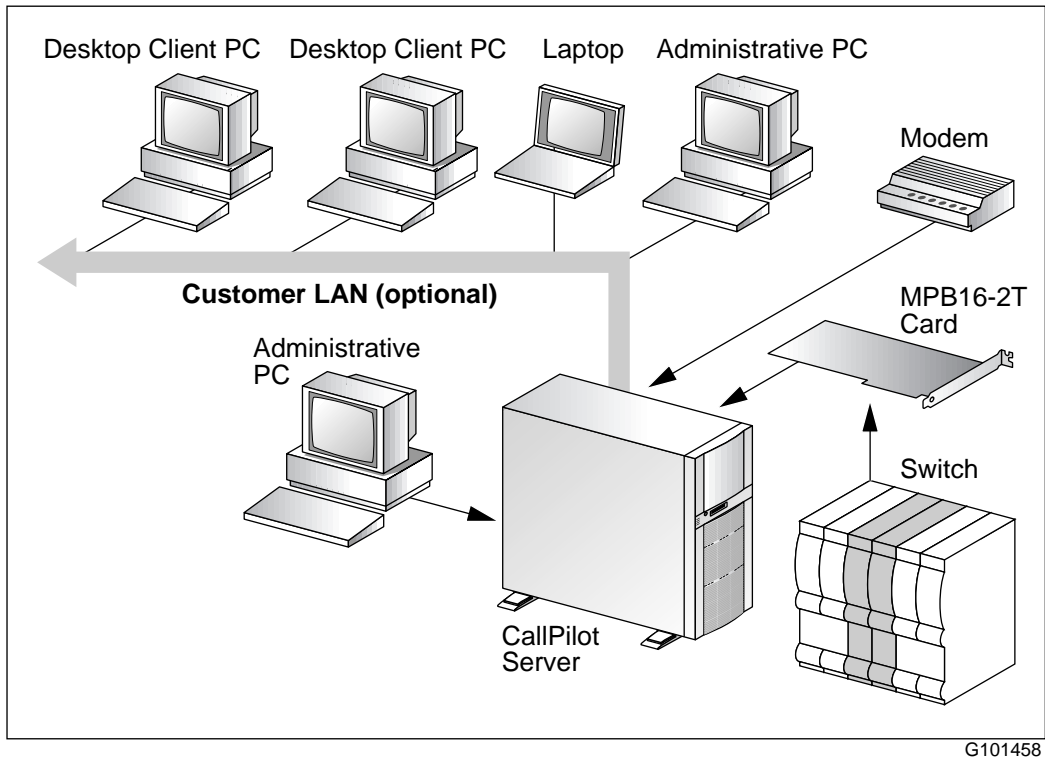 Desktop Client PC
Desktop Client PC
Laptop
Administrative PC
Modem
Customer LAN (optional)
MPB16-2T
Card
Administrative
PC
Switch
CallPilot
Server
G101458